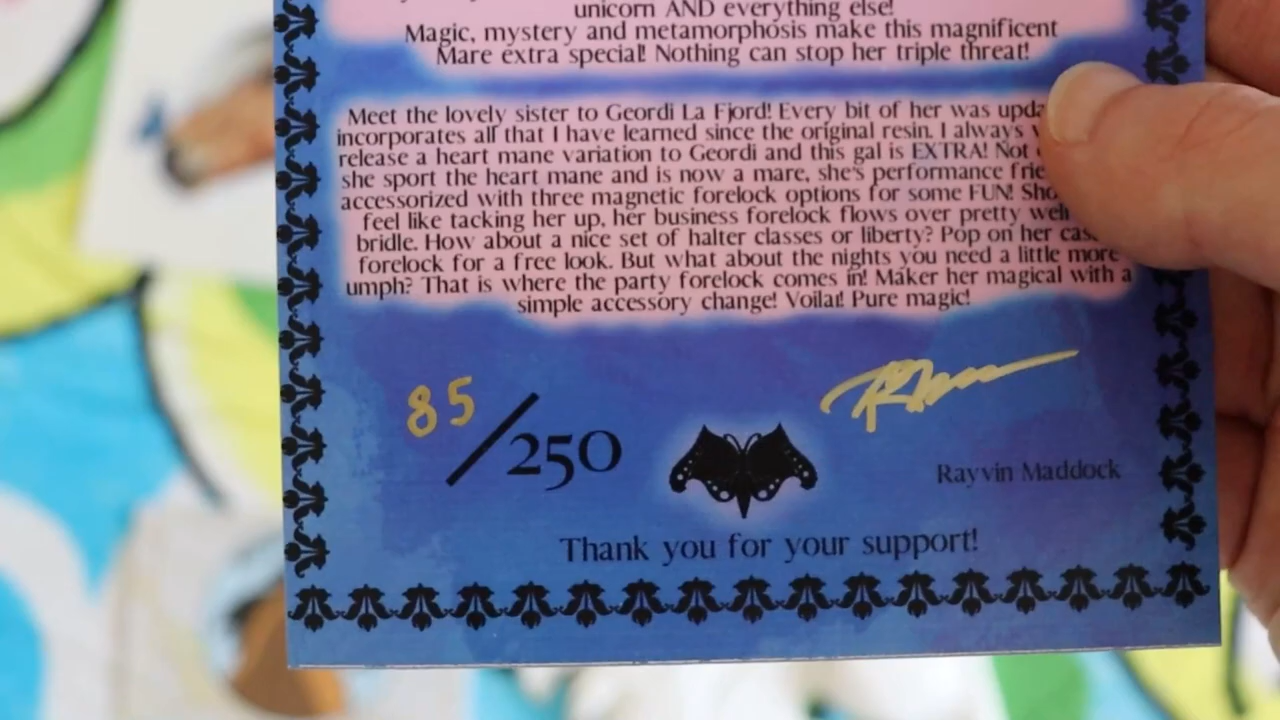 unicorn AND everything else!
Magic, mystery and metamorphosis make this magnificent
Mare extra special! Nothing can stop her triple threat!
Meet the lovely sister to Geordi La Fjord! Every bit of her was
incorporates all that I have learned since the original resin. I always
release a heart mane variation to Geordi and this gal is EXTRA! Not
she sport the heart mane and is now a mare, she's performance
accessorized with three magnetic forelock options for some FUN!
feel like tacking her up, her business forelock flows over pretty well
bridle. How about a nice set of halter classes or liberty? Pop on her
forelock for a free look. But what about the nights you need a little more
umph? That is where the party forelock comes in! Maker her magical with a
simple accessory change! Voila!! Pure magic!
85/250
Rayvin Maddock
Thank you for your support!